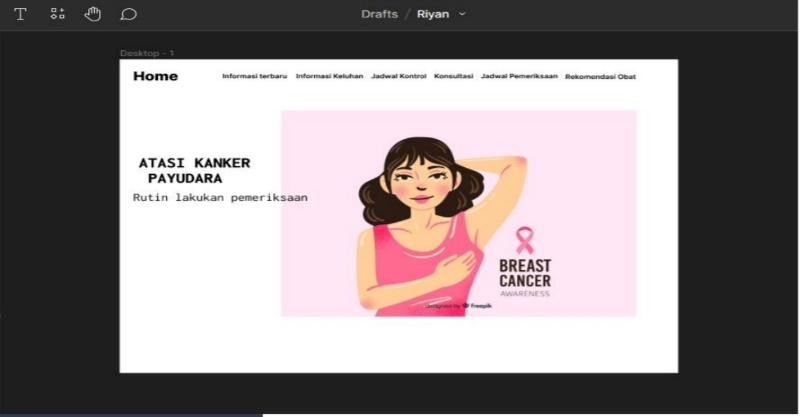 Drafts / Riyan
Desktop - 1
Home Informasi terbaru Informasi Keluhan Jadwal Kontrol Konsultasi Jadwal Pemeriksaan Rekomendasi Obat
ATASI KANKER
PAYUDARA
Rutin lakukan pemeriksaan
BREAST
CANCER
AWARENESS
designed by freepik